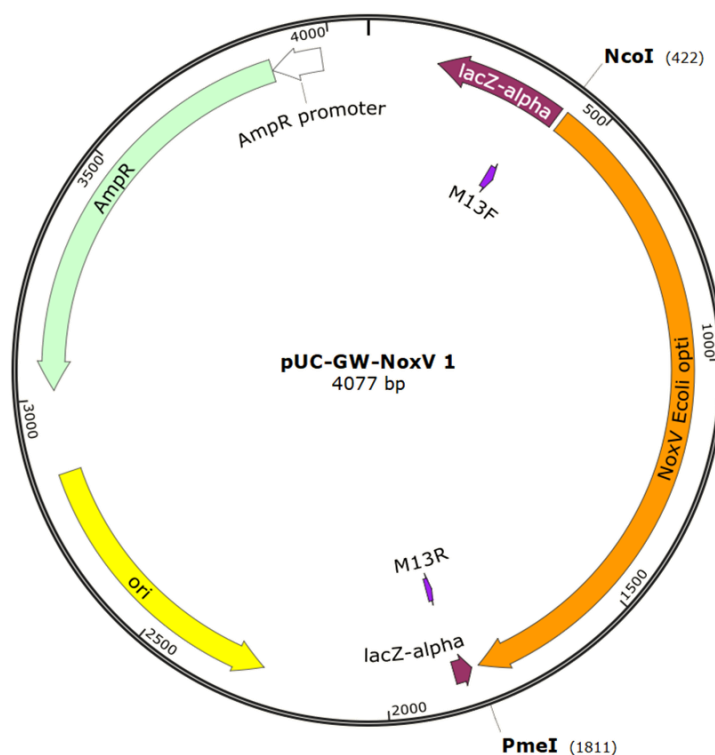 4000
lacZ-alpha
NcoI (422)
500
AmpR promoter
3500
AmpR
M13F
1000
pUC-GW-NoxV 1
4077 bp
NoxV Ecoli opti
3000
M13R
1500
ori
lacZ-alpha
2500
2000
PmeI (1811)